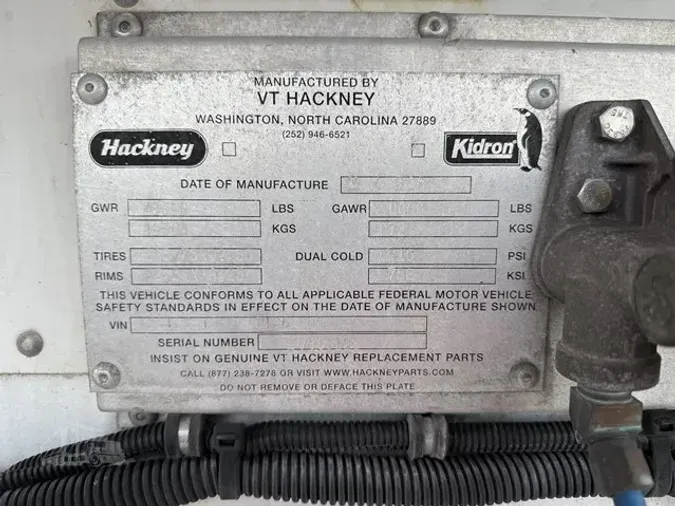 MANUFACTURED BY
VT HACKNEY
WASHINGTON, NORTH CAROLINA 27889
(252) 946-6521
Hackney Kidron
DATE OF MANUFACTURE
GWR LBS GAWR LBS
KGS KGS
TIRES DUAL COLD PSI
RIMS KSI
THIS VEHICLE CONFORMS TO ALL APPLICABLE FEDERAL MOTOR VEHICLE
SAFETY STANDARDS IN EFFECT ON THE DATE OF MANUFACTURE SHOWN
VIN
SERIAL NUMBER
INSIST ON GENUINE VT HACKNEY REPLACEMENT PARTS
CALL (877) 238-7278 OR VISIT WWW.HACKNEYPARTS.COM
DO NOT REMOVE OR DEFACE THIS PLATE